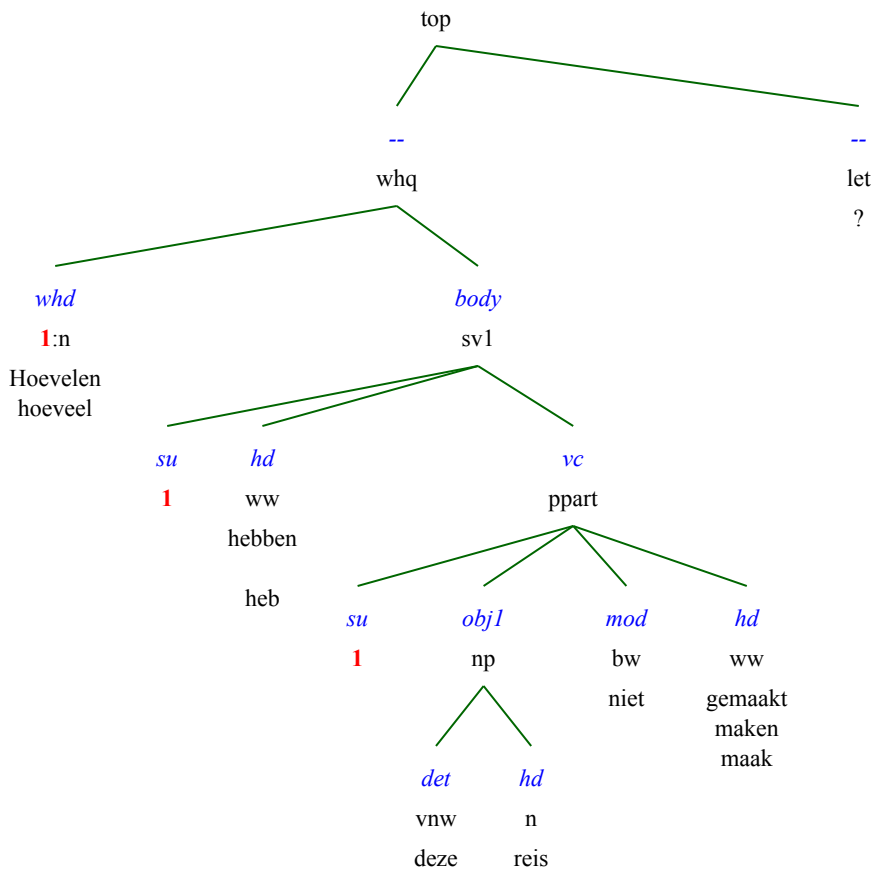 top
-- --
whq let
?
whd body
1:n sv1
Hoevelen
hoeveel
su hd vc
1 ww ppart
hebben
heb
su obj1 mod hd
1 np bw ww
niet gemaakt
maken
maak
det hd
vnw n
deze reis